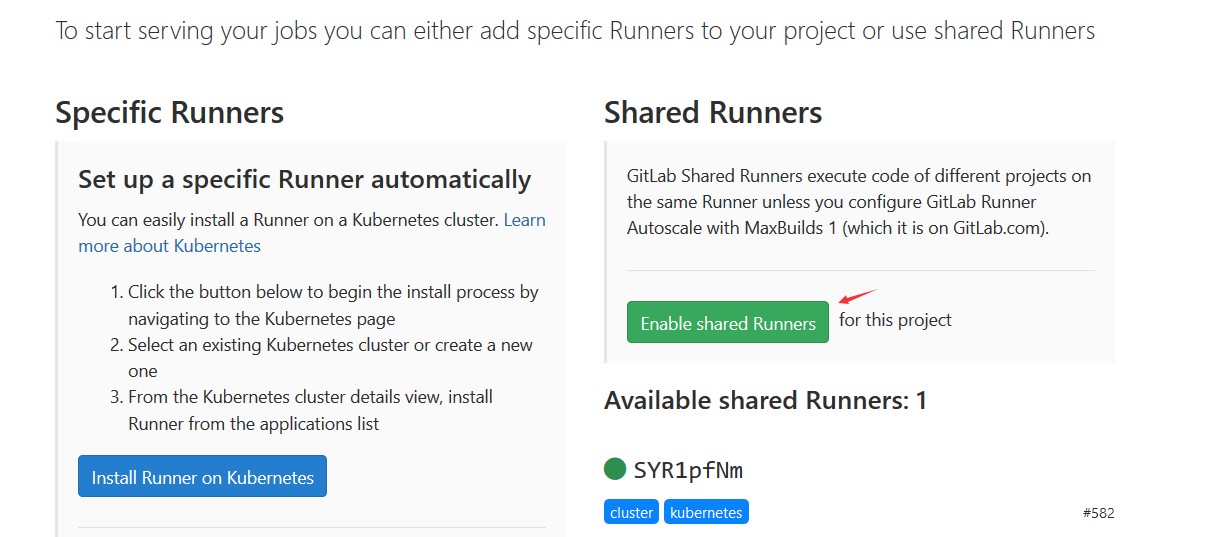 To start serving your jobs you can either add specific Runners to your project or use shared Runners
Specific Runners
Set up a specific Runner automatically
You can easily install a Runner on a Kubernetes cluster. Learn
more about Kubernetes
1. Click the button below to begin the install process by
navigating to the Kubernetes page
2. Select an existing Kubernetes cluster or create a new
one
3. From the Kubernetes cluster details view, install
Runner from the applications list
Install Runner on Kubernetes
Shared Runners
GitLab Shared Runners execute code of different projects on
the same Runner unless you configure GitLab Runner
Autoscale with MaxBuilds 1 (which it is on GitLab.com).
Enable shared Runners for this project
Available shared Runners: 1
SYR1pfNm
cluster kubernetes #582